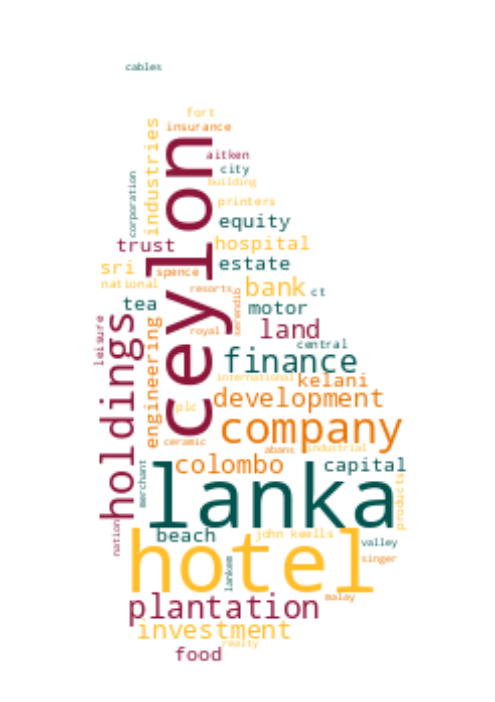 cables
fort
insurance
industries
ceylon
aitken
city
building
corporation
printers
equity
trust
hospital
sri
spence
estate
national
resorts
bank
ct
tea
serendib
motor
royal
land
leisure
central
holdings
engineering
finance
international
kelani
plc
development
company
ceramic
abans
industrial
colombo
capital
merchant
lanka
products
nation
beach
john keells
valley
hotel
lankem
singer
malay
plantation
investment
realty
food